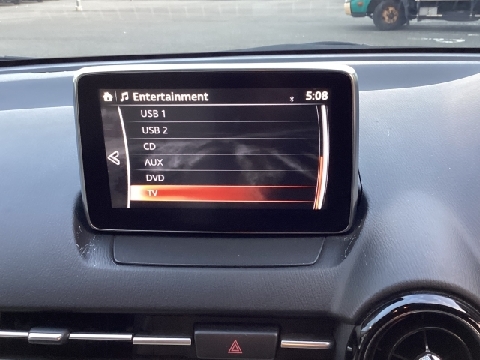 Entertainment 5:08
USB 1
USB 2
CD
AUX
DVD
TV